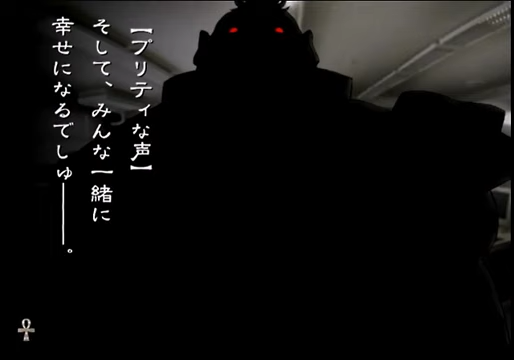 【プリティな声】
そして、みんな一緒に
幸せになるでしゅ――。